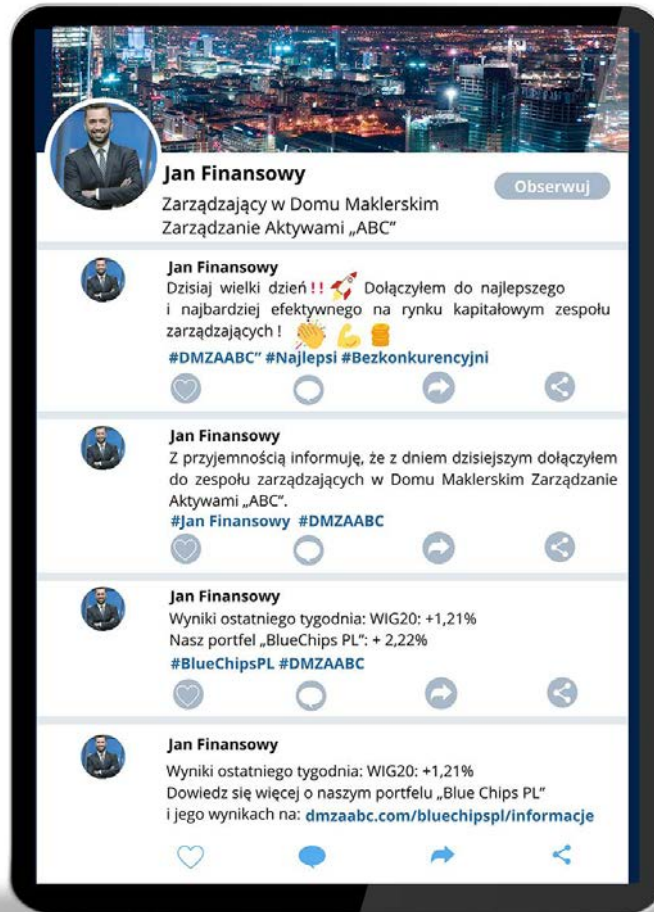 Jan Finansowy
Obserwuj
Zarządzający w Domu Maklerskim
Zarządzanie Aktywami „ABC”
Jan Finansowy
Dzisiaj wielki dzień‼ 🚀 Dołączyłem do najlepszego
i najbardziej efektywnego na rynku kapitałowym zespołu
zarządzających ! 👏 💪
#DMZAABC” #Najlepsi #Bezkonkurencyjni
Jan Finansowy
Z przyjemnością informuję, że z dniem dzisiejszym dołączyłem
do zespołu zarządzających w Domu Maklerskim Zarządzanie
Aktywami „ABC”.
#Jan Finansowy #DMZAABC
Jan Finansowy
Wyniki ostatniego tygodnia: WIG20: +1,21%
Nasz portfel „BlueChips PL”: + 2,22%
#BlueChipsPL #DMZAABC
Jan Finansowy
Wyniki ostatniego tygodnia: WIG20: +1,21%
Dowiedz się więcej o naszym portfelu „Blue Chips PL”
i jego wynikach na: dmzaabc.com/bluechipspl/informacje